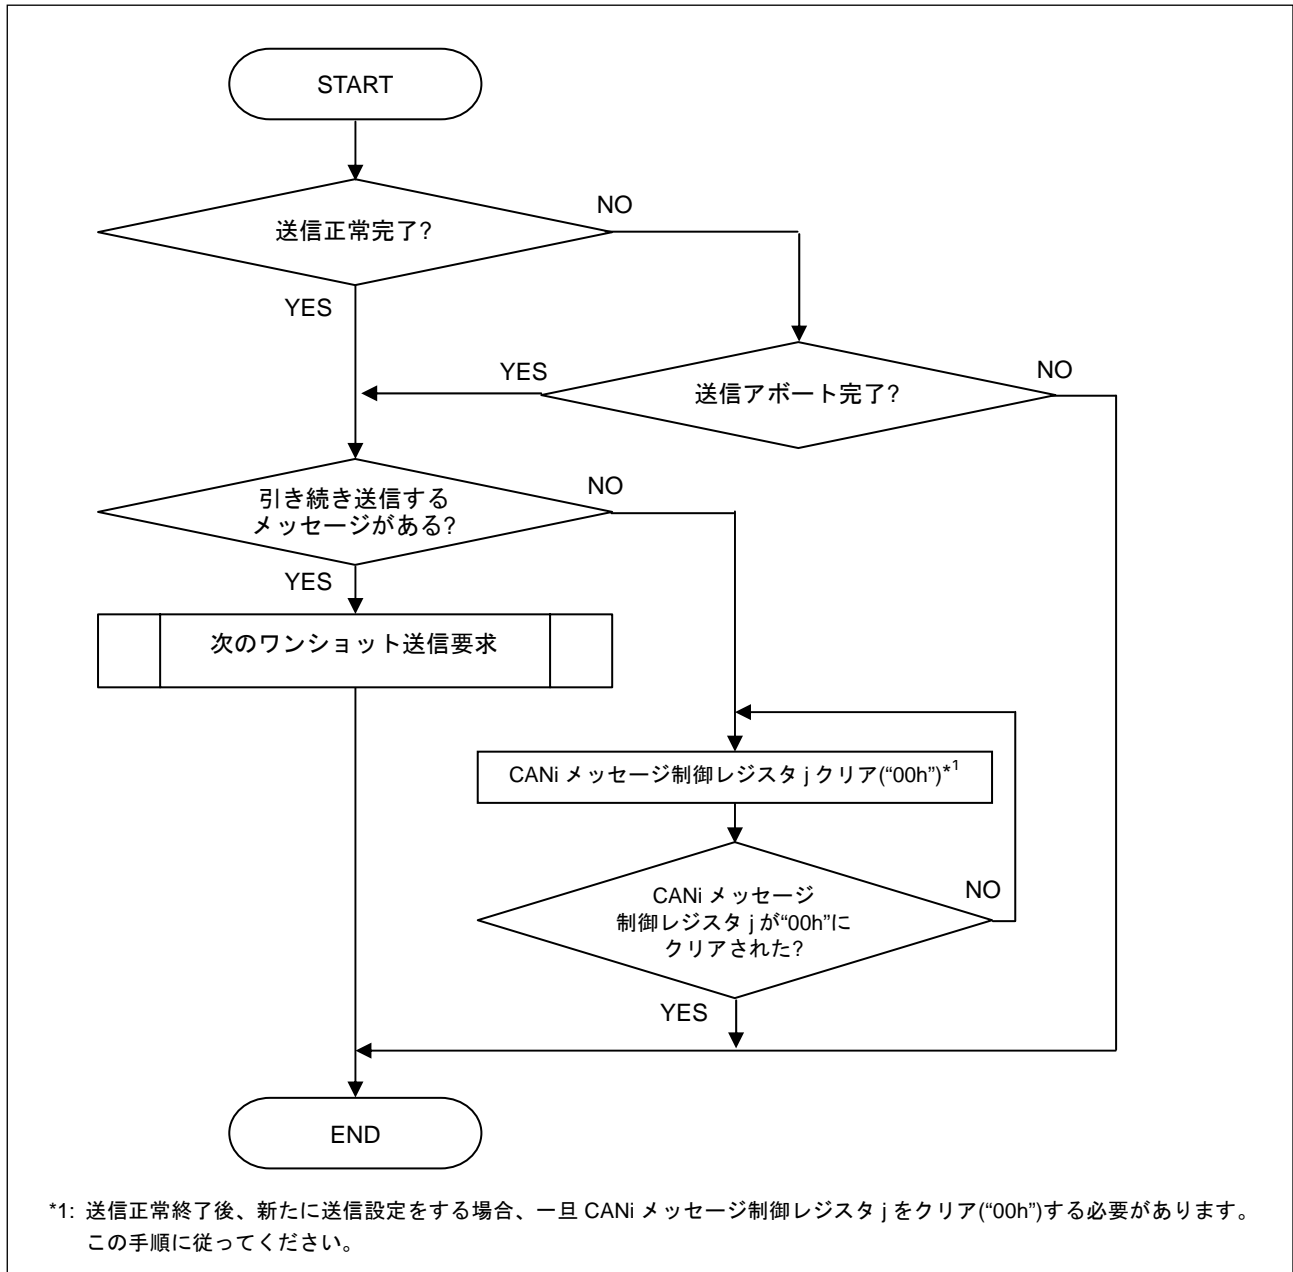 START
送信正常完了?
NO
YES
送信アボート完了?
YES
NO
引き続き送信する
メッセージがある?
NO
YES
次のワンショット送信要求
CANi メッセージ制御レジスタ j クリア(“00h”)*1
CANi メッセージ
制御レジスタ j が“00h”に
クリアされた?
NO
YES
END
*1: 送信正常終了後、新たに送信設定をする場合、一旦 CANi メッセージ制御レジスタ j をクリア(“00h”)する必要があります。
この手順に従ってください。